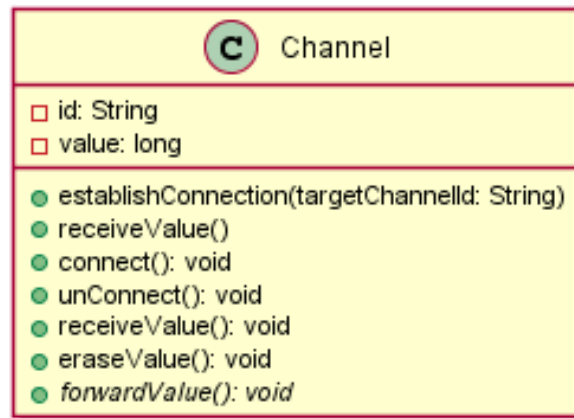 C Channel
id: String
value: long
establishConnection(targetChannelId: String)
receiveValue()
connect(): void
unConnect(): void
receiveValue(): void
eraseValue(): void
forwardValue(): void